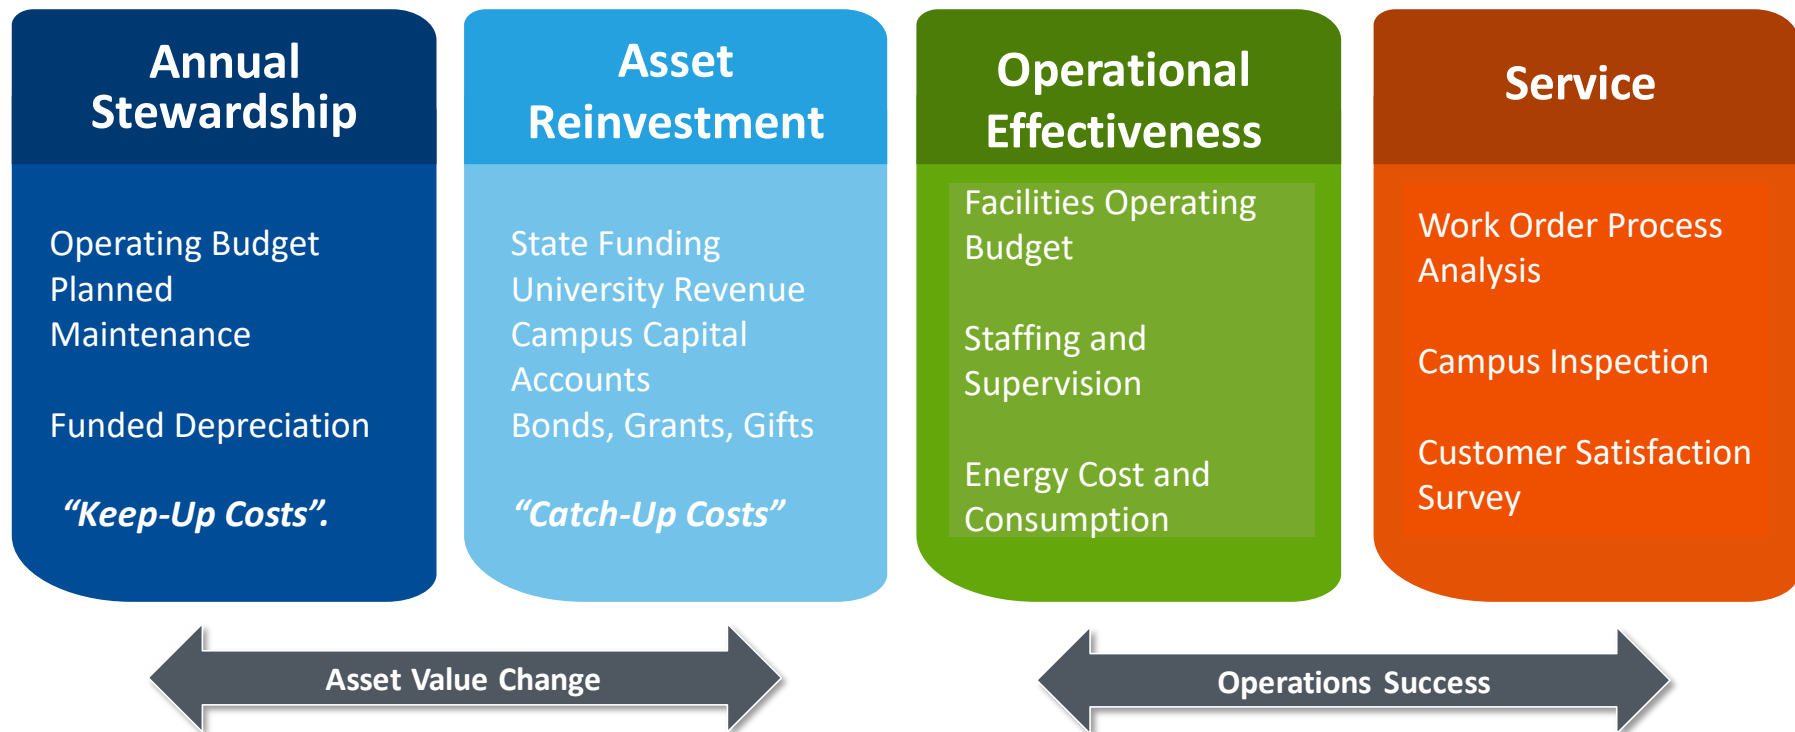 Annual
Stewardship
Operating Budget
Planned
Maintenance
Funded Depreciation
“Keep-Up Costs”.
Asset
Reinvestment
State Funding
University Revenue
Campus Capital
Accounts
Bonds, Grants, Gifts
“Catch-Up Costs”
Operational
Effectiveness
Facilities Operating
Budget
Staffing and
Supervision
Energy Cost and
Consumption
Service
Work Order Process
Analysis
Campus Inspection
Customer Satisfaction
Survey
Asset Value Change
Operations Success